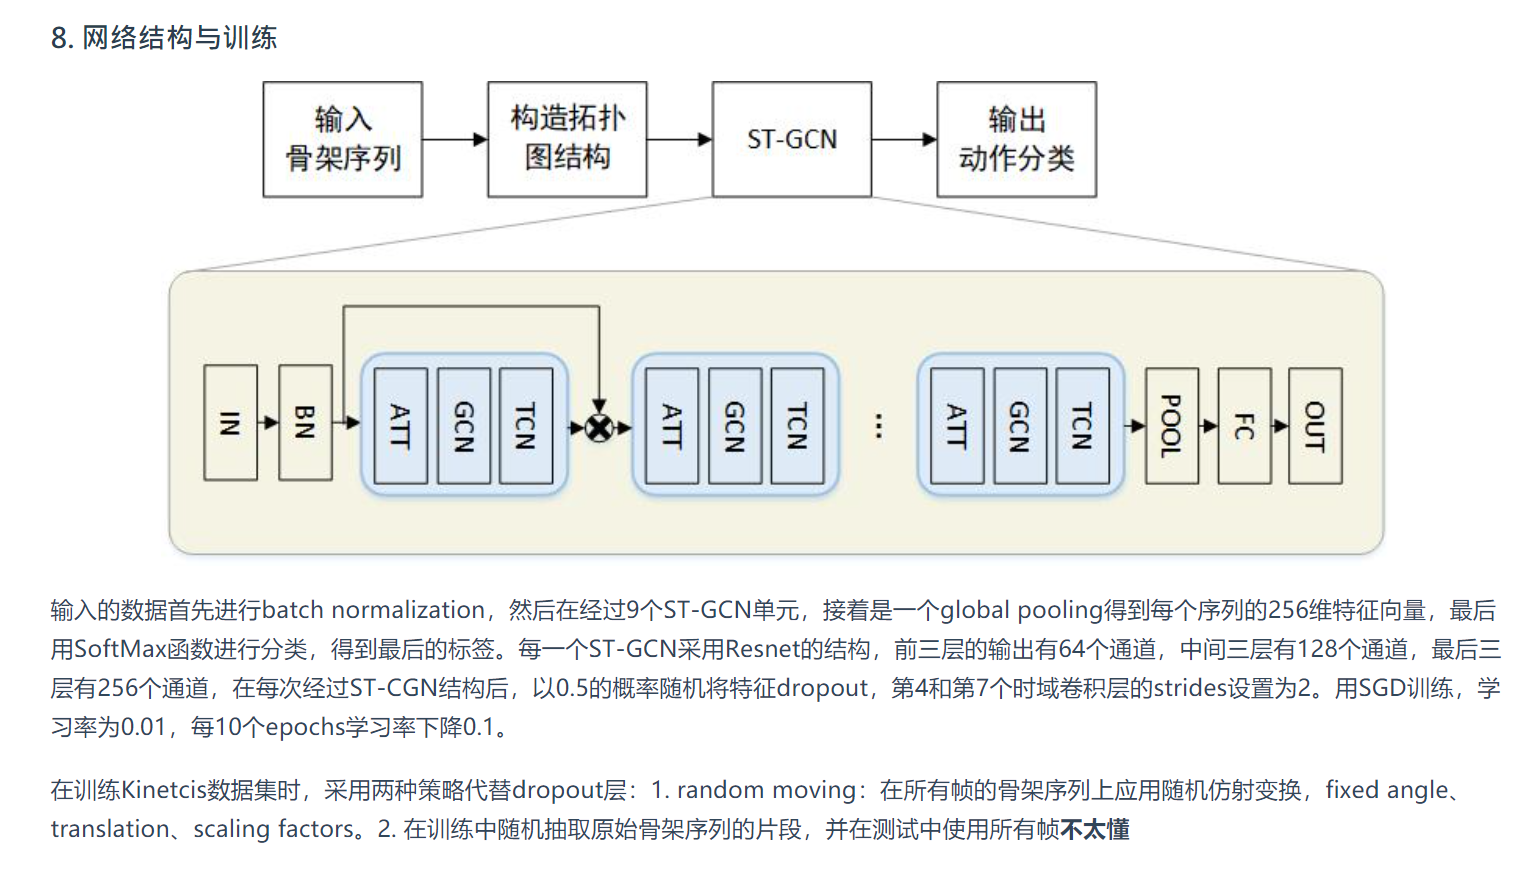 8. 网络结构与训练
输入
骨架序列
构造拓扑
图结构
ST-GCN
输出
动作分类
IN
BN
ATT
GCN
TCN
ATT
GCN
TCN
...
ATT
GCN
TCN
POOL
FC
OUT
输入的数据首先进行batch normalization，然后在经过9个ST-GCN单元，接着是一个global pooling得到每个序列的256维特征向量，最后
用SoftMax函数进行分类，得到最后的标签。每一个ST-GCN采用Resnet的结构，前三层的输出有64个通道，中间三层有128个通道，最后三
层有256个通道，在每次经过ST-CGN结构后，以0.5的概率随机将特征dropout，第4和第7个时域卷积层的strides设置为2。用SGD训练，学
习率为0.01，每10个epochs学习率下降0.1。
在训练Kinetcis数据集时，采用两种策略代替dropout层：1. random moving：在所有帧的骨架序列上应用随机仿射变换，fixed angle、
translation、scaling factors。2. 在训练中随机抽取原始骨架序列的片段，并在测试中使用所有帧不太懂